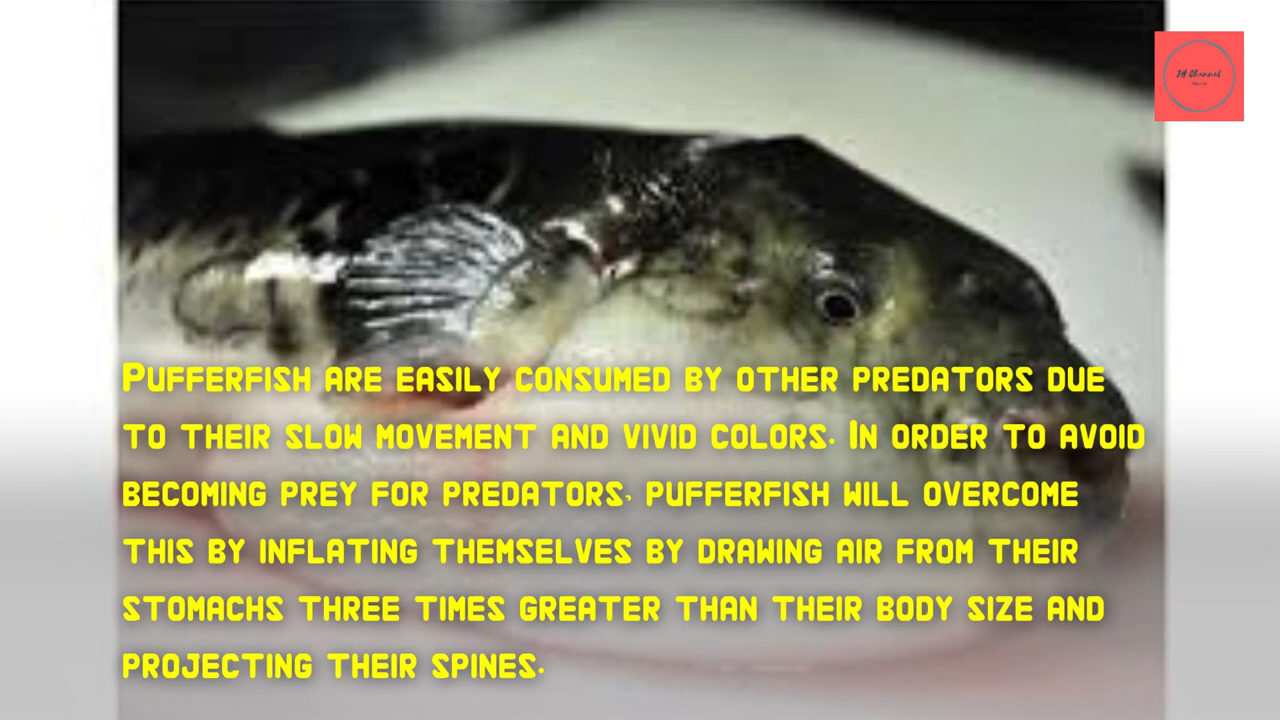 JA Channel
Pufferfish are easily consumed by other predators due
to their slow movement and vivid colors. In order to avoid
becoming prey for predators, pufferfish will overcome
this by inflating themselves by drawing air from their
stomachs three times greater than their body size and
projecting their spines.